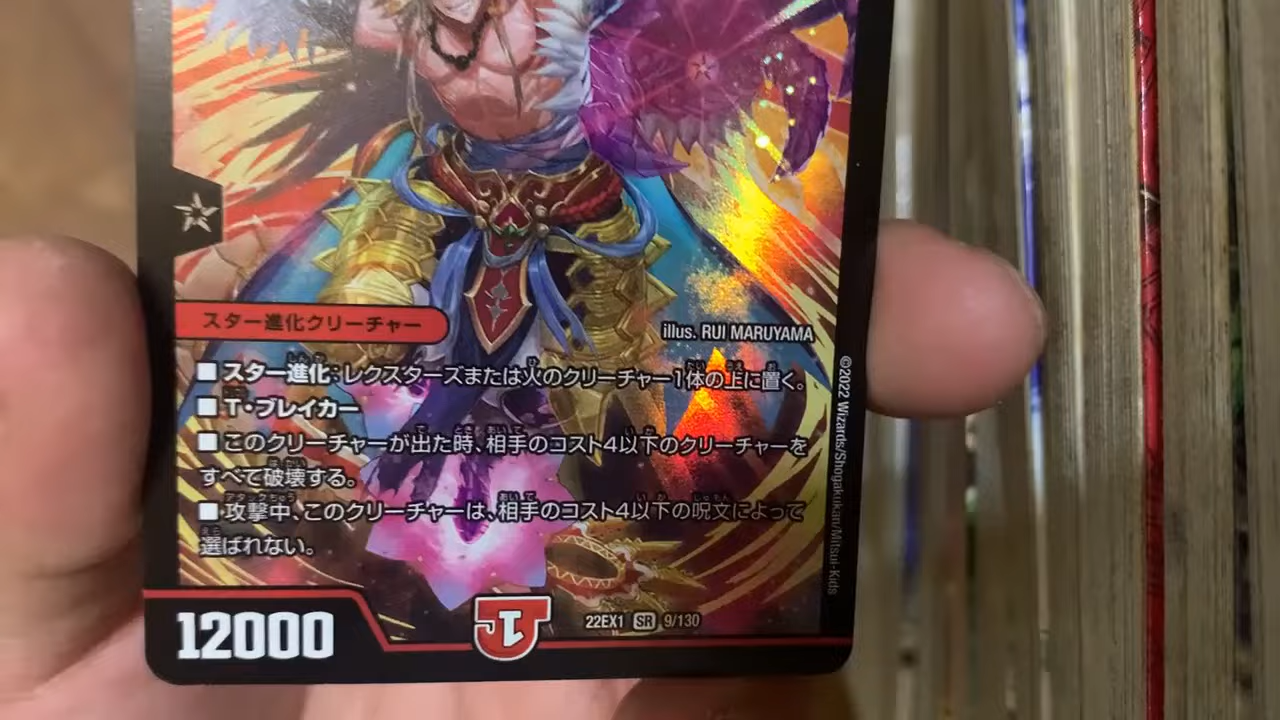 illus. RUI MARUYAMA
スター進化クリーチャー
■スター進化:レクスターズまたは火のクリーチャー1体の上に置く。
■T・ブレイカー
■このクリーチャーが出た時、相手のコスト4以下のクリーチャーを
すべて破壊する。
■攻撃中、このクリーチャーは、相手のコスト4以下の呪文によって
選ばれない。
©2022 Wizards/Shogakukan/Mitsui-Kids
12000
22EX1 SR 9/130